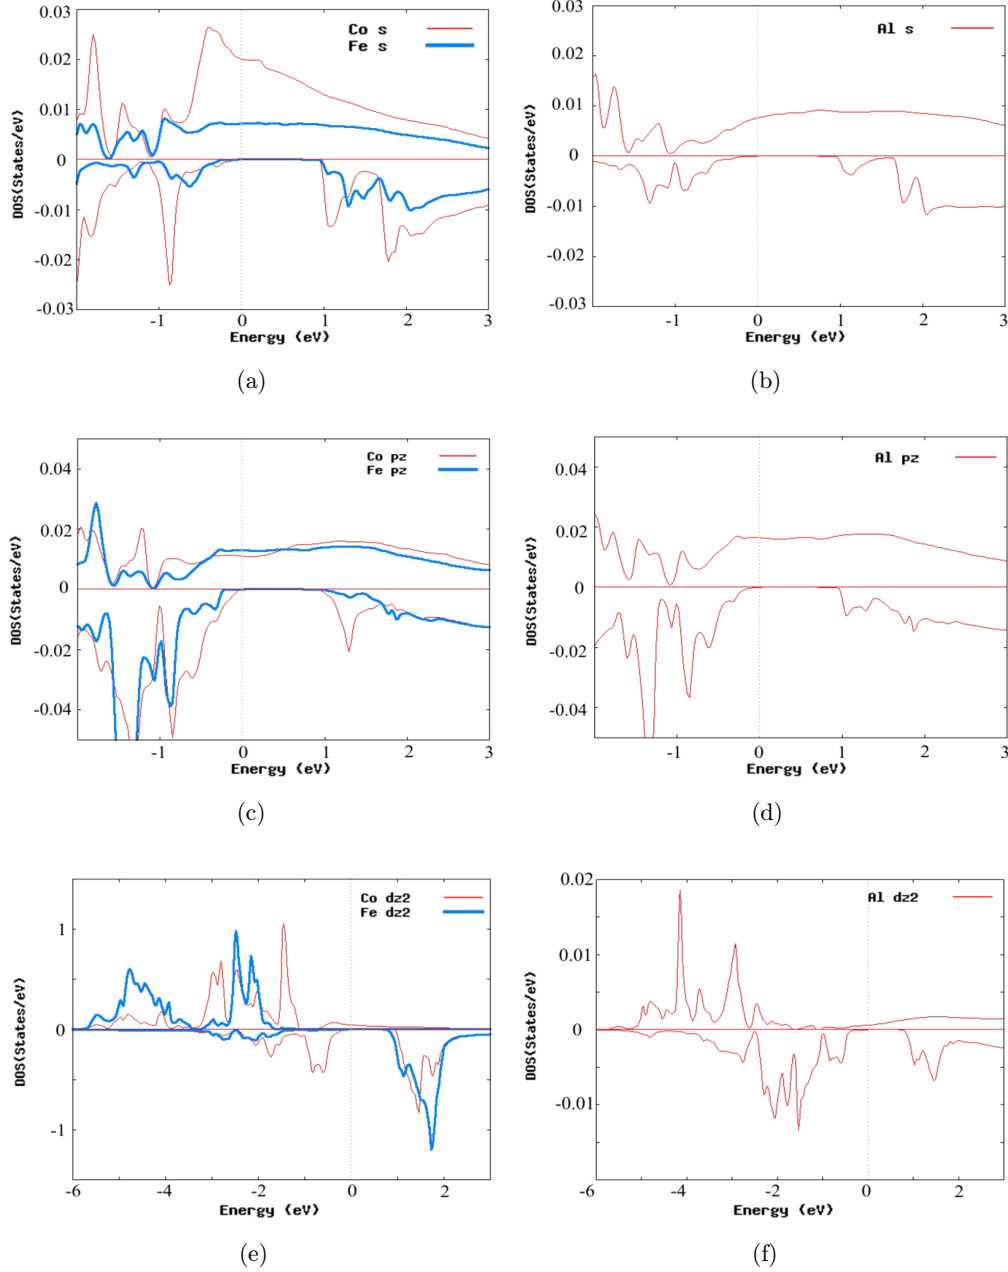 0.03
0.02
0.01
0
-0.01
-0.02
-0.03
DOS(States/eV)
Co s
Fe s
-1 0 1 2 3
Energy (eV)
(a)
0.03
0.02
0.01
0
-0.01
-0.02
-0.03
DOS(States/eV)
Al s
-1 0 1 2 3
Energy (eV)
(b)
0.04
0.02
0
-0.02
-0.04
DOS(States/eV)
Co pz
Fe pz
-1 0 1 2 3
Energy (eV)
(c)
0.04
0.02
0
-0.02
-0.04
DOS(States/eV)
Al pz
-1 0 1 2 3
Energy (eV)
(d)
1
0
-1
DOS(States/eV)
Co dz2
Fe dz2
-6 -4 -2 0 2
Energy (eV)
(e)
0.02
0.01
0
-0.01
DOS(States/eV)
Al dz2
-6 -4 -2 0 2
Energy (eV)
(f)